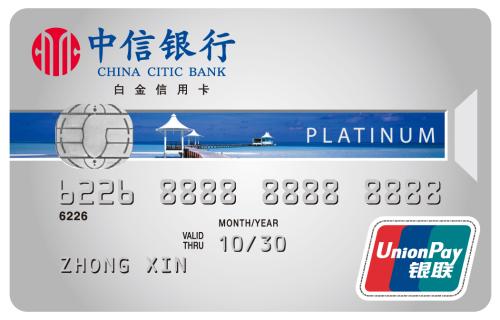 中信银行
CHINA CITIC BANK
白金信用卡
PLATINUM
6226 8888 8888 8888
6226
MONTH/YEAR
VALID THRU 10/30
ZHONG XIN
UnionPay
银联